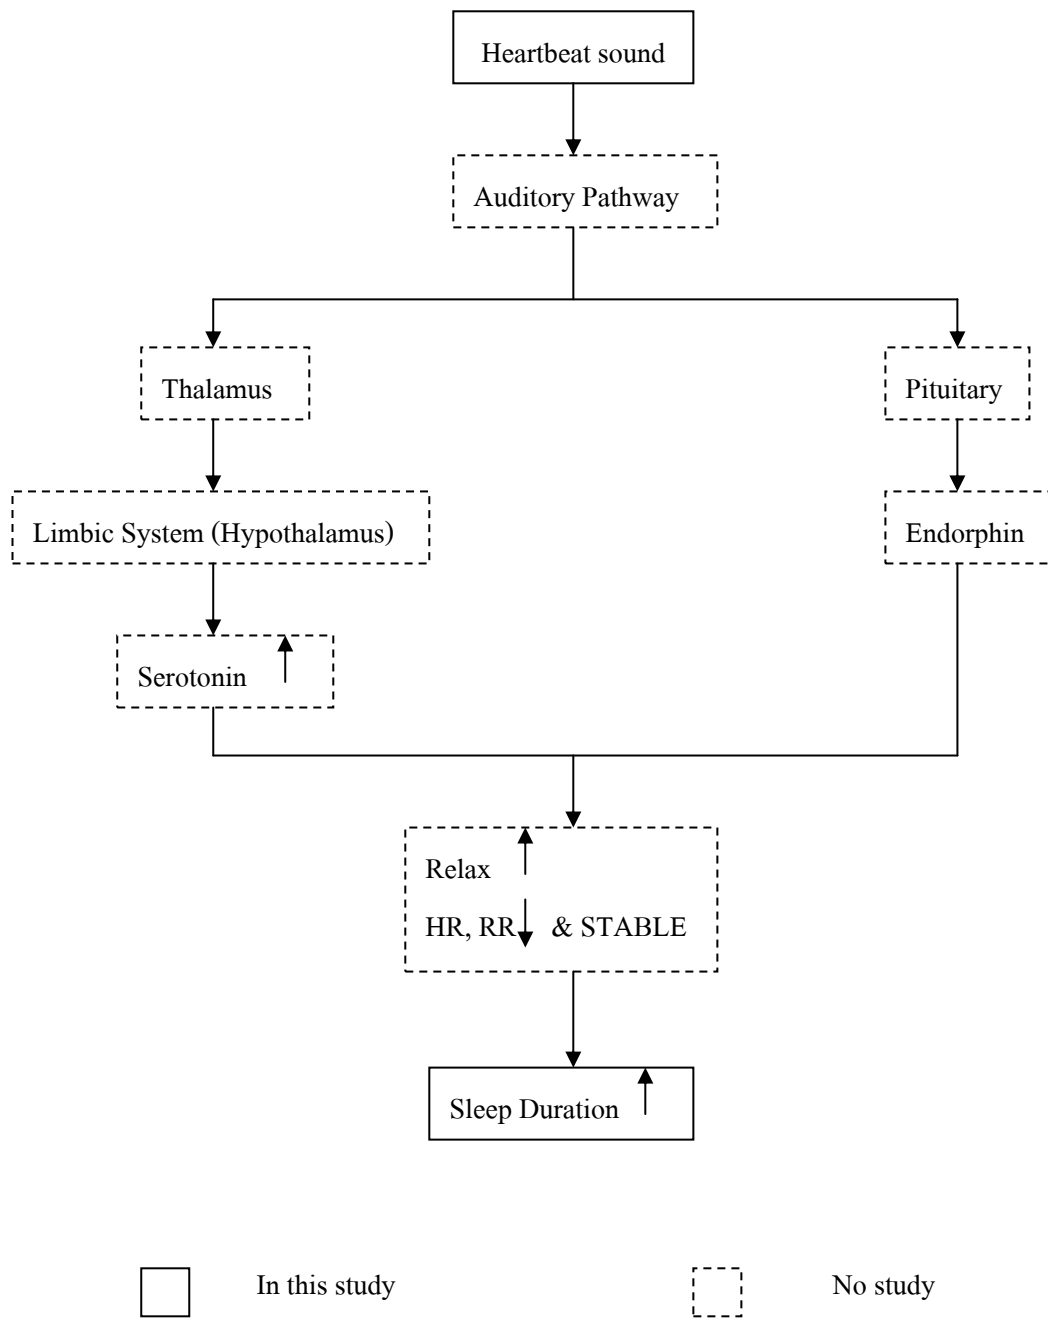 Heartbeat sound
Auditory Pathway
Thalamus
Pituitary
Limbic System (Hypothalamus)
Endorphin
Serotonin
Relax
HR, RR & STABLE
Sleep Duration
In this study
No study